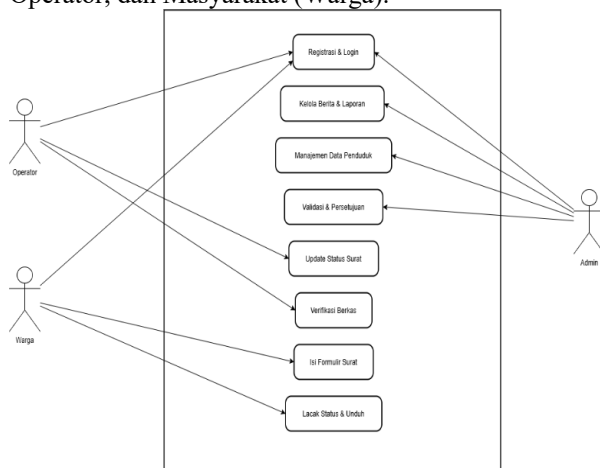 Operator, dan Masyarakat (Warga).
Registrasi & Login
Kelola Berita & Laporan
Manajemen Data Penduduk
Validasi & Persetujuan
Update Status Surat
Verifikasi Berkas
Isi Formulir Surat
Lacak Status & Unduh
Operator
Warga
Admin